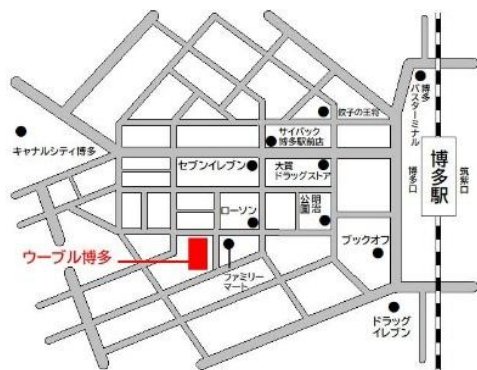 餃子の王将
博多
バスターミナル
サイバック
博多駅前店
キャナルシティ博多
セブンイレブン
大賀
ドラッグストア
博多口
博多駅
筑紫口
ローソン
明治
公園
ウーブル博多
ファミリー
マート
ブックオフ
ドラッグ
イレブン